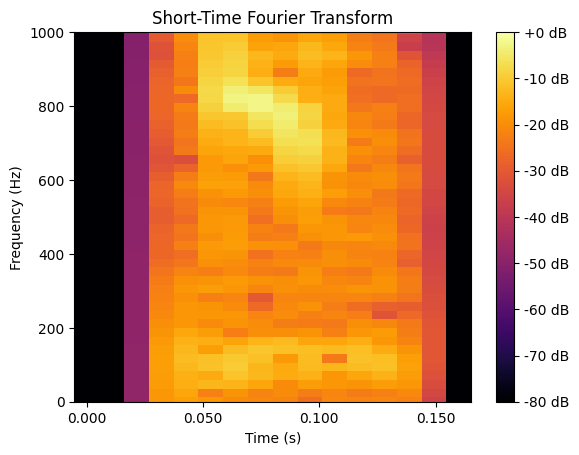 Short-Time Fourier Transform
1000
800
600
400
200
0
Frequency (Hz)
0.000
0.050
0.100
0.150
Time (s)
+0 dB
-10 dB
-20 dB
-30 dB
-40 dB
-50 dB
-60 dB
-70 dB
-80 dB